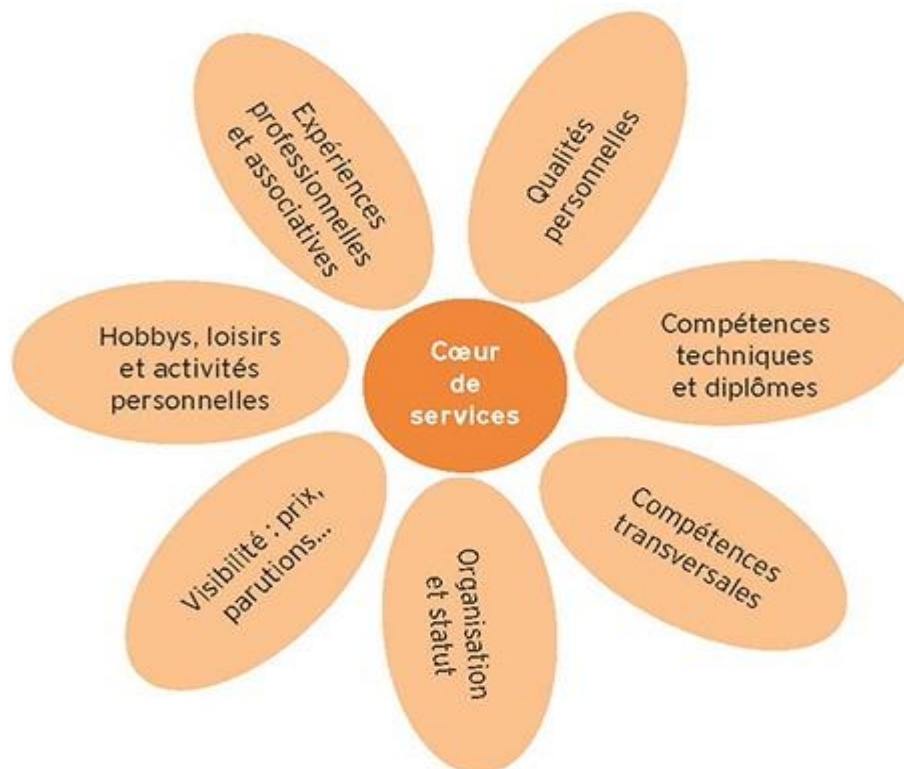 Expériences
professionnelles
et associatives
Qualités
personnelles
Hobbys, loisirs
et activités
personnelles
Cœur
de
services
Compétences
techniques
et diplômes
Visibilité : prix,
parutions...
Organisation
et statut
Compétences
transversales